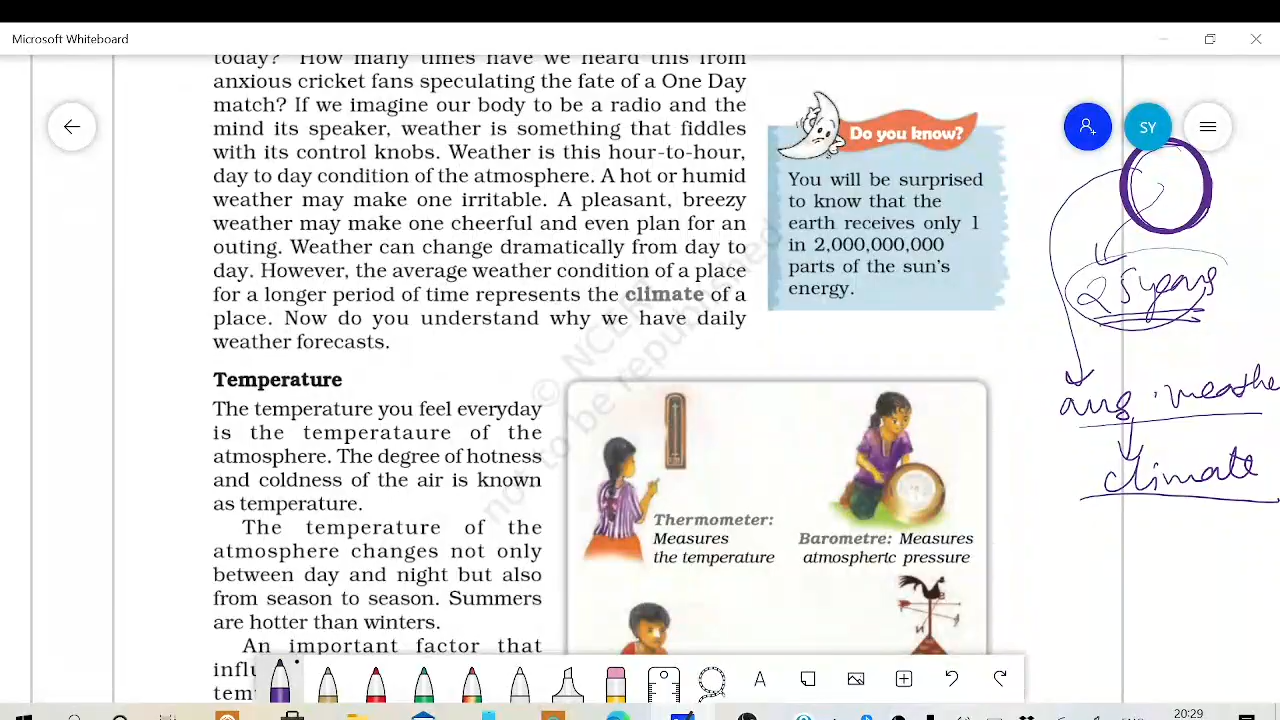 Microsoft Whiteboard
today? How many times have we heard this from
anxious cricket fans speculating the fate of a One Day
match? If we imagine our body to be a radio and the
mind its speaker, weather is something that fiddles
with its control knobs. Weather is this hour-to-hour,
day to day condition of the atmosphere. A hot or humid
weather may make one irritable. A pleasant, breezy
weather may make one cheerful and even plan for an
outing. Weather can change dramatically from day to
day. However, the average weather condition of a place
for a longer period of time represents the climate of a
place. Now do you understand why we have daily
weather forecasts.
Do you know?
You will be surprised
to know that the
earth receives only 1
in 2,000,000,000
parts of the sun's
energy.
SY
25 years
avg. weathe
climate
Temperature
The temperature you feel everyday
is the temperataure of the
atmosphere. The degree of hotness
and coldness of the air is known
as temperature.
The temperature of the
atmosphere changes not only
between day and night but also
from season to season. Summers
are hotter than winters.
An important factor that
infl
tem
Thermometer:
Measures
the temperature
Barometre: Measures
atmospheric pressure
© NCERT
not to be republished
A
20:29